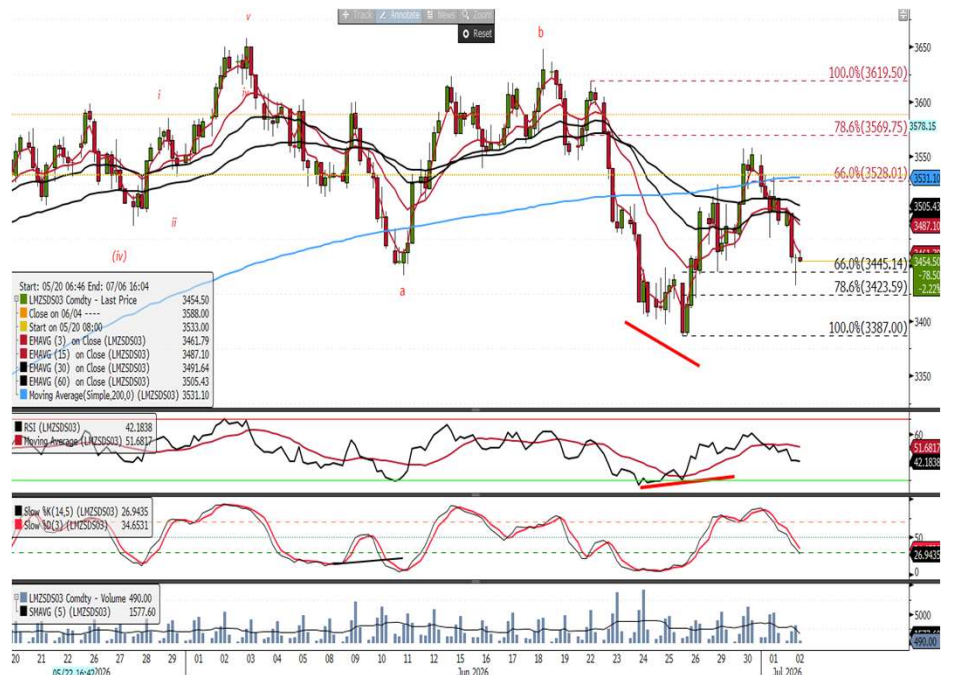 Track Annotate News Zoom
Reset
v
b
i
iv
ii
(iv)
a
100.0%(3619.50)
78.6%(3569.75)
66.0%(3528.01)
66.0%(3445.14)
78.6%(3423.59)
100.0%(3387.00)
3650
3600
3578.15
3550
3531.10
3505.43
3487.10
3454.50
-78.50
-2.22%
3400
3350
Start: 05/20 06:46 End: 07/06 16:04
LMZSDS03 Comdty - Last Price 3454.50
Close on 06/04 ---- 3588.00
Start on 05/20 08:00 3533.00
EMAVG (3) on Close (LMZSDS03) 3461.79
EMAVG (15) on Close (LMZSDS03) 3487.10
EMAVG (30) on Close (LMZSDS03) 3491.64
EMAVG (60) on Close (LMZSDS03) 3505.43
Moving Average(Simple,200,0) (LMZSDS03) 3531.10
RSI (LMZSDS03) 42.1838
Moving Average (LMZSDS03) 51.6817
60
51.6817
42.1838
Slow %K(14,5) (LMZSDS03) 26.9435
Slow %D(3) (LMZSDS03) 34.6531
50
26.9435
0
LMZSDS03 Comdty - Volume 490.00
SMAVG (5) (LMZSDS03) 1577.60
5000
490.00
20 21 26 27 28 29 01 02 03 04 05 08 09 10 11 12 15 16 17 18 19 22 23 24 25 26 29 30 01 02
05/22 16:42 2026 Jun 2026 Jul 2026